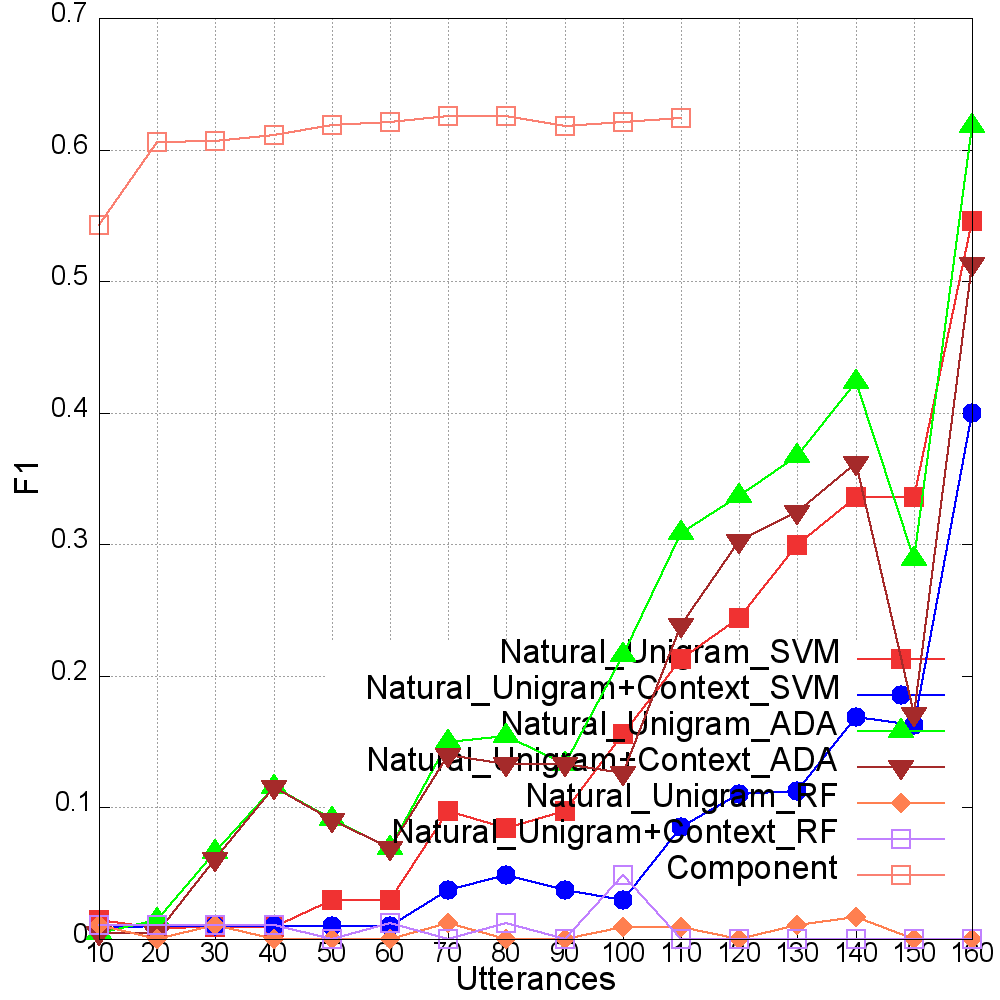 0.7
0.6
0.5
0.4
0.3
0.2
0.1
0
F1
Natural_Unigram_SVM
Natural_Unigram+Context_SVM
Natural_Unigram_ADA
Natural_Unigram+Context_ADA
Natural_Unigram_RF
Natural_Unigram+Context_RF
Component
10 20 30 40 50 60 70 80 90 100 110 120 130 140 150 160
Utterances